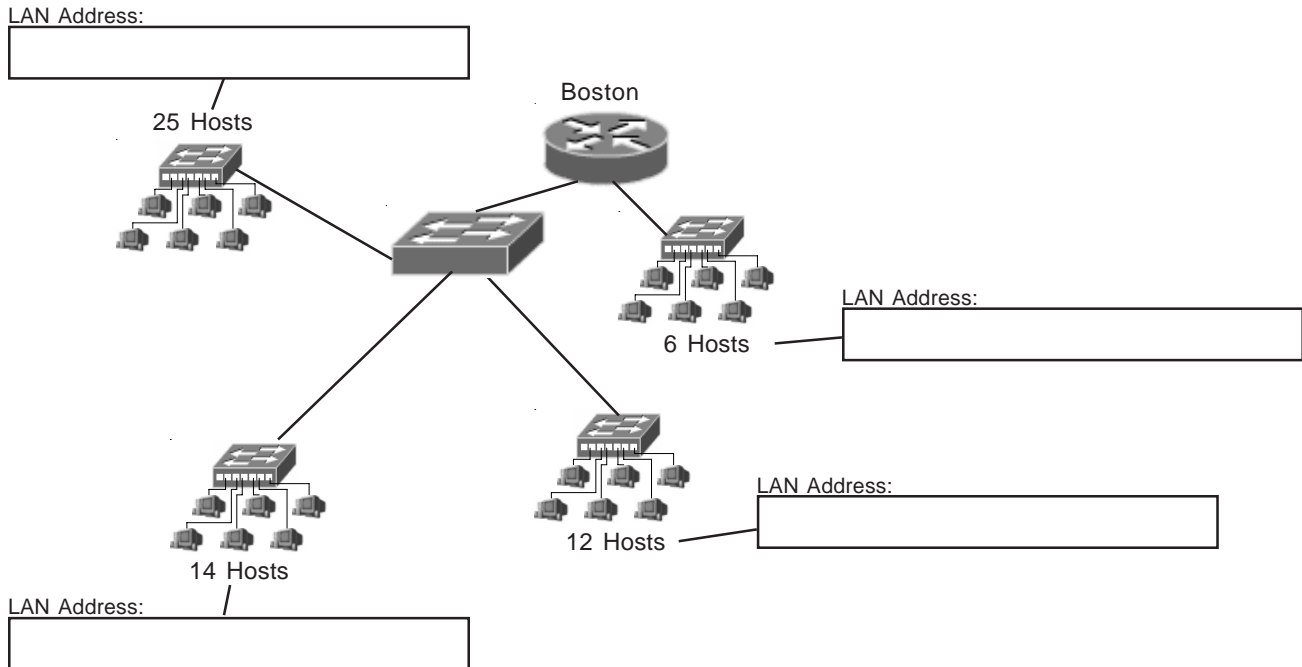 LAN Address:
Boston
25 Hosts
LAN Address:
6 Hosts
LAN Address:
12 Hosts
14 Hosts
LAN Address: